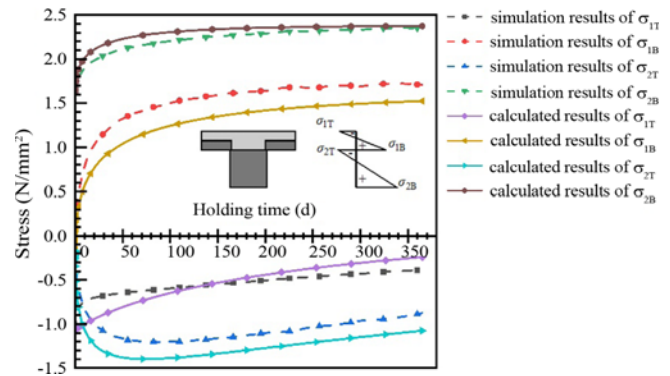 2.5
2.0
1.5
1.0
0.5
0.0
-0.5
-1.0
-1.5
Stress (N/mm²)
0 50 100 150 200 250 300 350
Holding time (d)
σ1T
σ2T
σ1B
σ2B
+
+
simulation results of σ1T
simulation results of σ1B
simulation results of σ2T
simulation results of σ2B
calculated results of σ1T
calculated results of σ1B
calculated results of σ2T
calculated results of σ2B